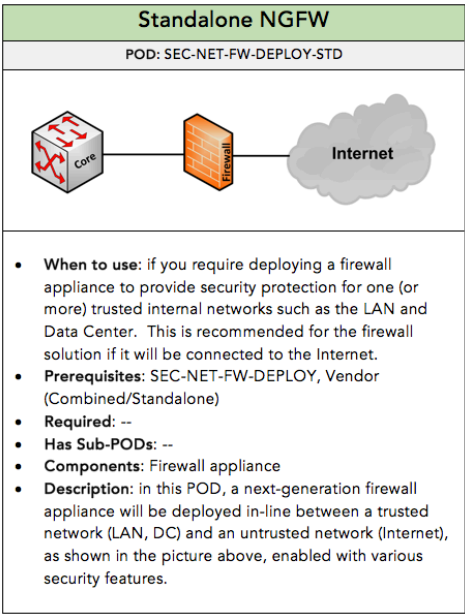 Standalone NGFW
POD: SEC-NET-FW-DEPLOY-STD
Core
Firewall
Internet
• When to use: if you require deploying a firewall
appliance to provide security protection for one (or
more) trusted internal networks such as the LAN and
Data Center.  This is recommended for the firewall
solution if it will be connected to the Internet.
• Prerequisites: SEC-NET-FW-DEPLOY, Vendor
(Combined/Standalone)
• Required: --
• Has Sub-PODs: --
• Components: Firewall appliance
• Description: in this POD, a next-generation firewall
appliance will be deployed in-line between a trusted
network (LAN, DC) and an untrusted network (Internet),
as shown in the picture above, enabled with various
security features.